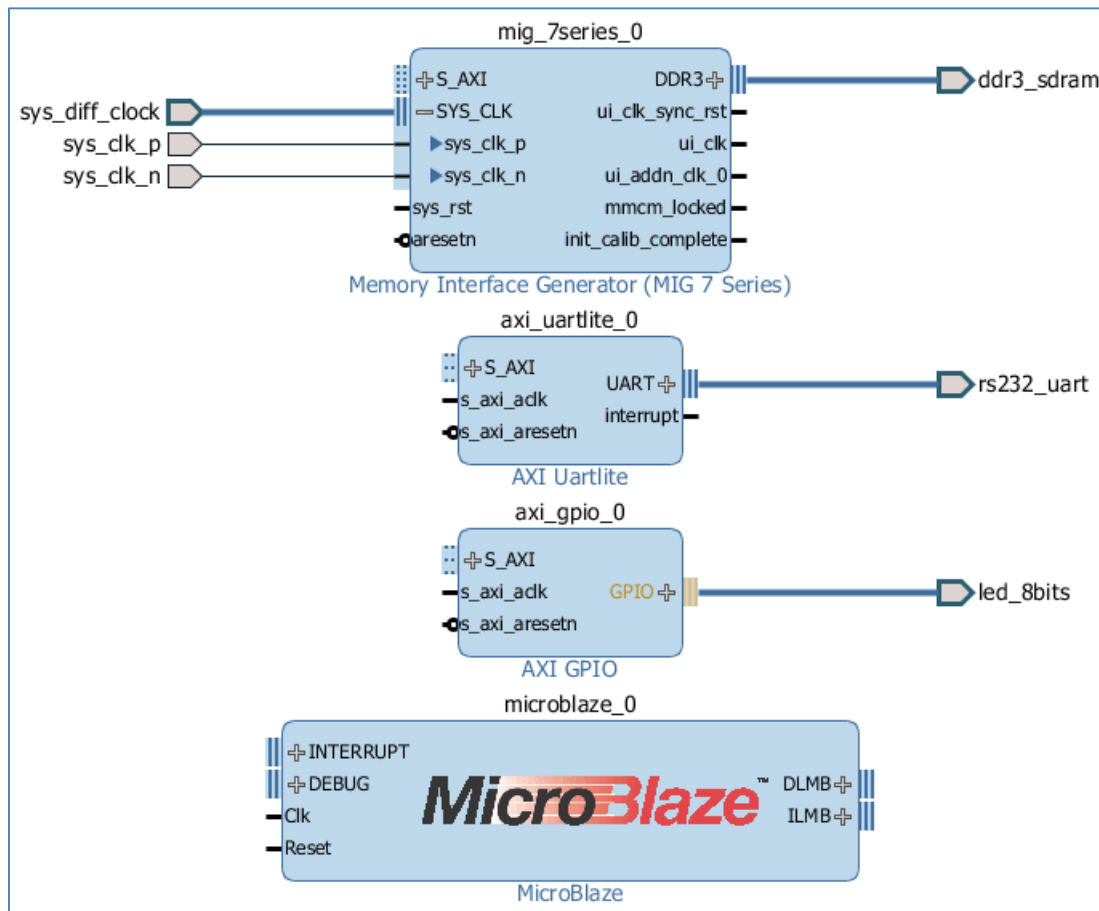 mig_7series_0
S_AXI
DDR3
ddr3_sdram
sys_diff_clock
SYS_CLK
ui_clk_sync_rst
sys_clk_p
sys_clk_p
ui_clk
sys_clk_n
sys_clk_n
ui_addn_clk_0
sys_rst
mmcm_locked
aresetn
init_calib_complete
Memory Interface Generator (MIG 7 Series)
axi_uartlite_0
S_AXI
UART
rs232_uart
s_axi_aclk
interrupt
s_axi_aresetn
AXI Uartlite
axi_gpio_0
S_AXI
s_axi_aclk
GPIO
led_8bits
s_axi_aresetn
AXI GPIO
microblaze_0
INTERRUPT
DEBUG
DLMB
Clk
ILMB
Reset
MicroBlaze™
MicroBlaze